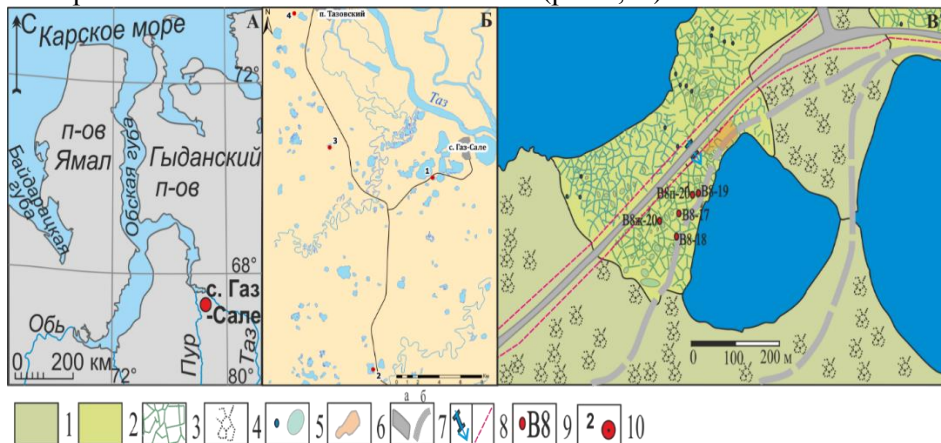 А
С
Карское море
72°
п-ов
Ямал
Обская губа
Гыданский
п-ов
Байдарацкая
губа
68°
с. Газ
-Сале
Обь
Пур
Таз
0 200 км
72°
80°
Б
4
п. Тазовский
Таз
3
с. Газ-Сале
1
2
В
В8п-20
В8-19
В8-17
В8ж-20
В8-18
0 100 200 м
а б
1 2 3 4 5 6 7 8 В8 9 2 10